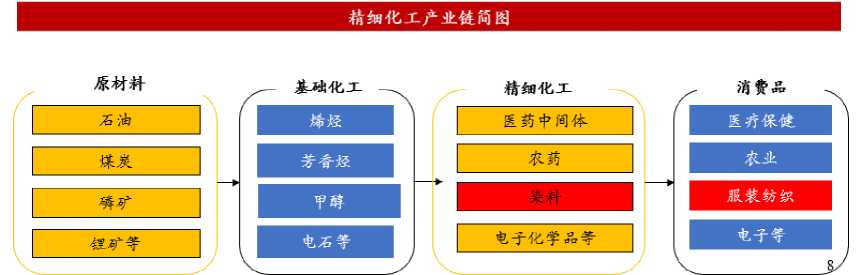 精细化工产业链简图
原材料
石油
煤炭
磷矿
锂矿等
基础化工
烯烃
芳香烃
甲醇
电石等
精细化工
医药中间体
农药
染料
电子化学品等
消费品
医疗保健
农业
服装纺织
电子等
8